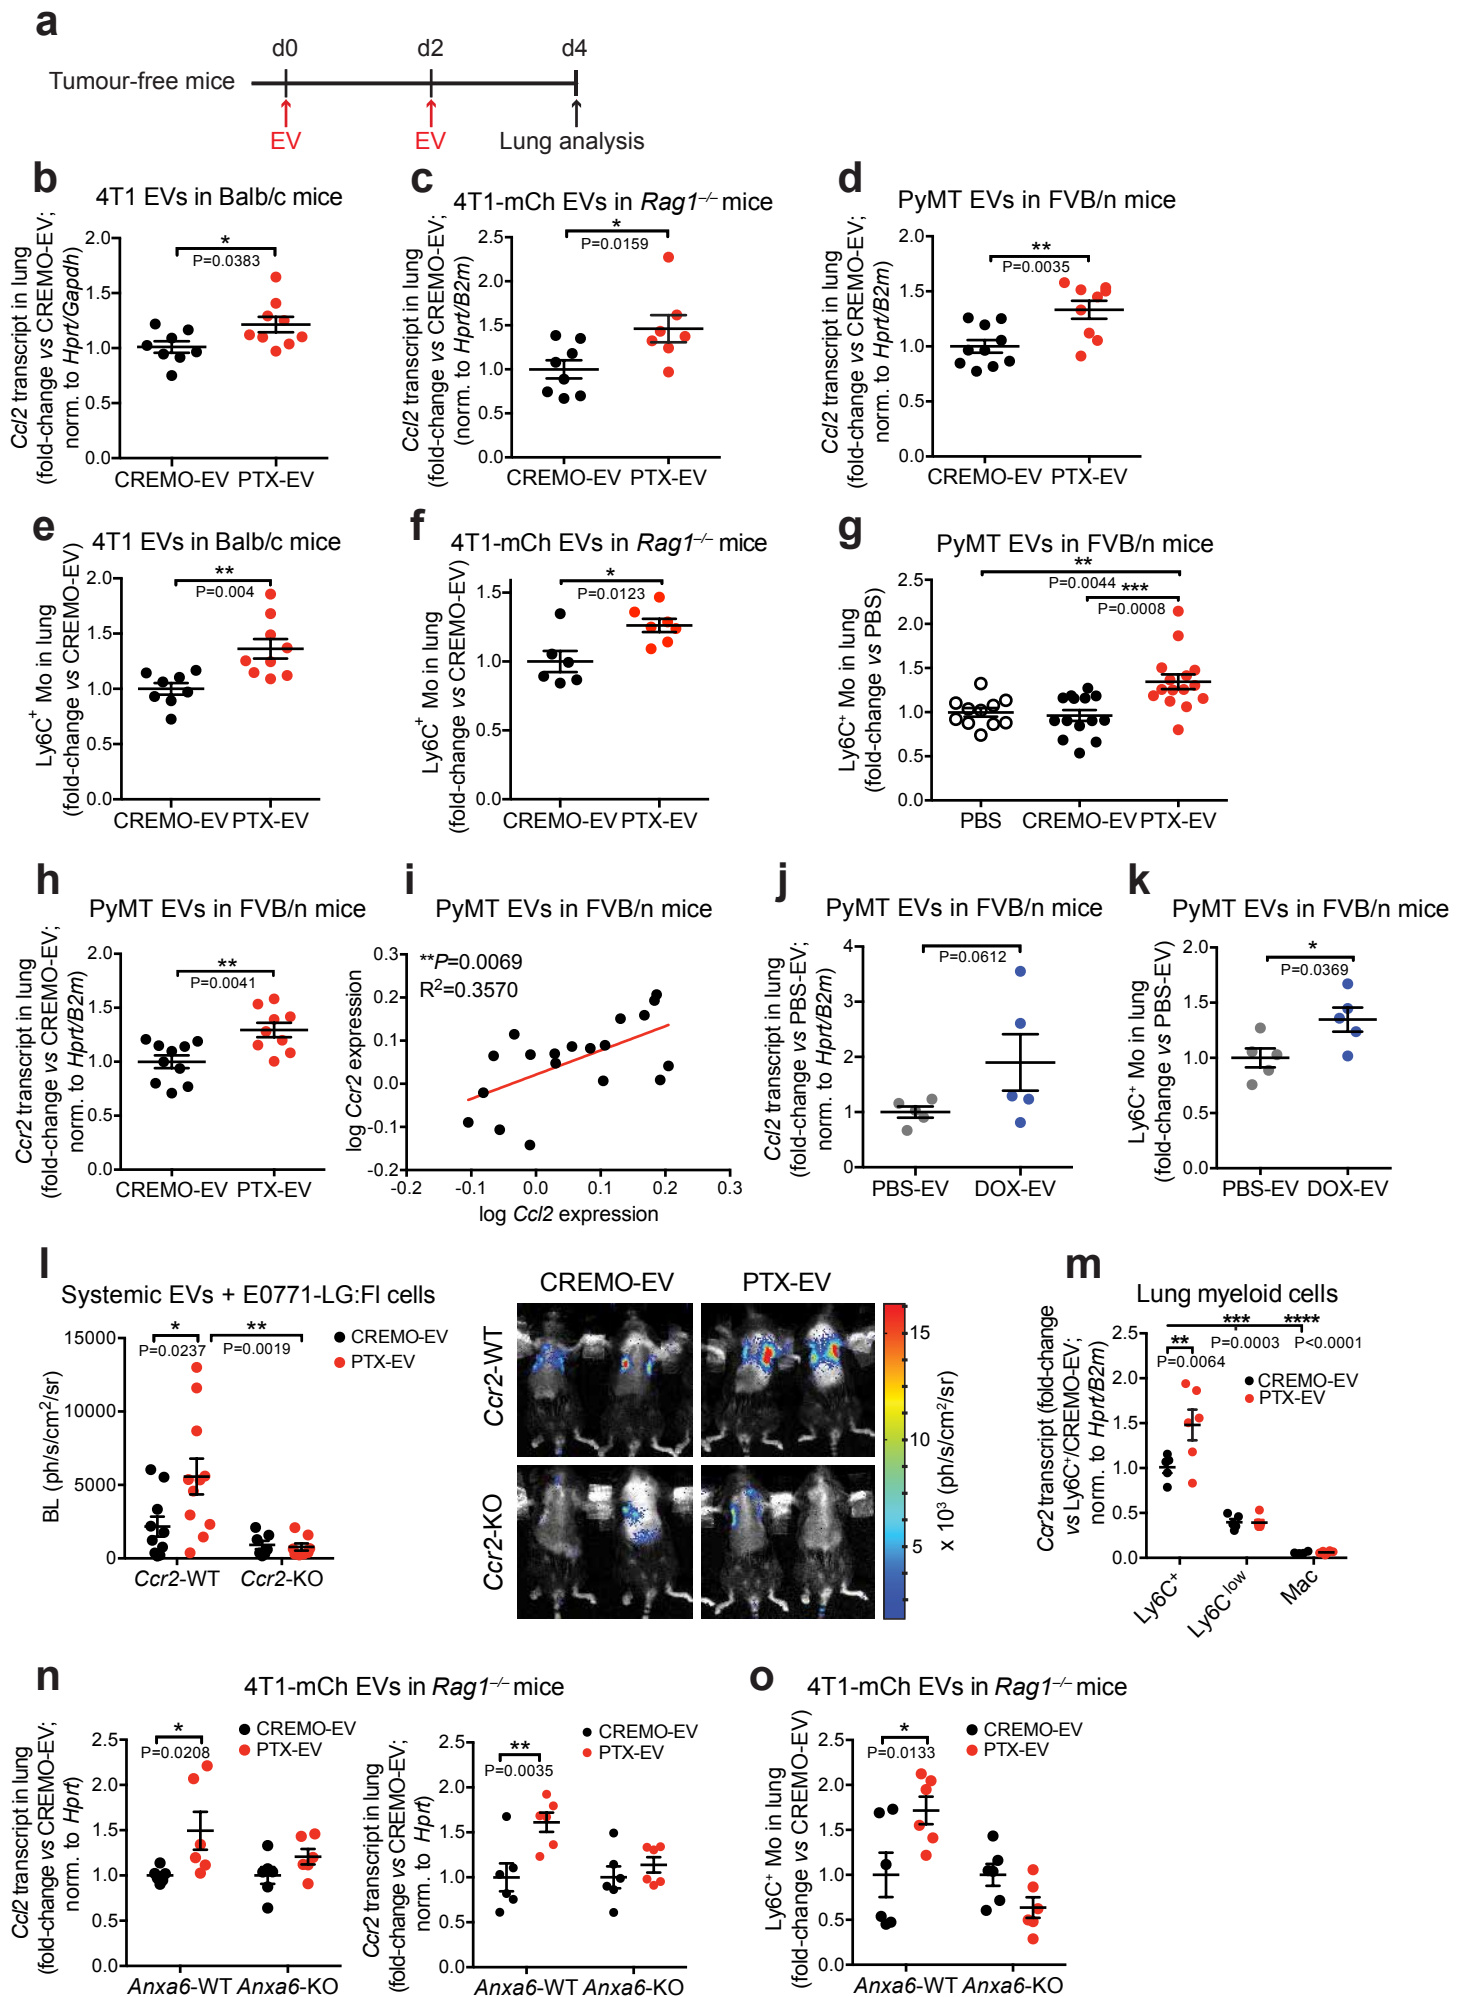 a
d0 d2 d4
Tumour-free mice
EV EV Lung analysis
b
4T1 EVs in Balb/c mice
Ccl2 transcript in lung
(fold-change vs CREMO-EV;
norm. to Hprt/Gapdh)
2.0
1.5
1.0
0.5
0.0
*
P=0.0383
CREMO-EV PTX-EV
c
4T1-mCh EVs in Rag1–/– mice
Ccl2 transcript in lung
(fold-change vs CREMO-EV;
(norm. to Hprt/B2m)
2.5
2.0
1.5
1.0
0.5
0.0
*
P=0.0159
CREMO-EV PTX-EV
d
PyMT EVs in FVB/n mice
Ccl2 transcript in lung
(fold-change vs CREMO-EV;
norm. to Hprt/B2m)
2.0
1.5
1.0
0.5
0.0
**
P=0.0035
CREMO-EV PTX-EV
e
4T1 EVs in Balb/c mice
Ly6C+ Mo in lung
(fold-change vs CREMO-EV)
2.0
1.5
1.0
0.5
0.0
**
P=0.004
CREMO-EV PTX-EV
f
4T1-mCh EVs in Rag1–/– mice
Ly6C+ Mo in lung
(fold-change vs CREMO-EV)
1.5
1.0
0.5
0.0
*
P=0.0123
CREMO-EV PTX-EV
g
PyMT EVs in FVB/n mice
Ly6C+ Mo in lung
(fold-change vs PBS)
2.5
2.0
1.5
1.0
0.5
0.0
**
P=0.0044
***
P=0.0008
PBS CREMO-EV PTX-EV
h
PyMT EVs in FVB/n mice
Ccr2 transcript in lung
(fold-change vs CREMO-EV;
norm. to Hprt/B2m)
2.0
1.5
1.0
0.5
0.0
**
P=0.0041
CREMO-EV PTX-EV
i
PyMT EVs in FVB/n mice
log Ccr2 expression
0.3
0.2
0.1
0.0
-0.1
-0.2
**P=0.0069
R2=0.3570
-0.2 -0.1 0.0 0.1 0.2 0.3
log Ccl2 expression
j
PyMT EVs in FVB/n mice
Ccl2 transcript in lung
(fold-change vs PBS-EV;
norm. to Hprt/B2m)
4
3
2
1
0
P=0.0612
PBS-EV DOX-EV
k
PyMT EVs in FVB/n mice
Ly6C+ Mo in lung
(fold-change vs PBS-EV)
2.0
1.5
1.0
0.5
0.0
*
P=0.0369
PBS-EV DOX-EV
l
Systemic EVs + E0771-LG:Fl cells
BL (ph/s/cm2/sr)
15000
10000
5000
0
*
P=0.0237
**
P=0.0019
CREMO-EV
PTX-EV
Ccr2-WT Ccr2-KO
CREMO-EV PTX-EV
Ccr2-WT
Ccr2-KO
15
10
5
x 103 (ph/s/cm2/sr)
m
Lung myeloid cells
Ccr2 transcript (fold-change
vs Ly6C+/CREMO-EV;
norm. to Hprt/B2m)
2.5
2.0
1.5
1.0
0.5
0.0
*** ****
** P=0.0003 P<0.0001
P=0.0064
CREMO-EV
PTX-EV
Ly6C+ Ly6Clow Mac
n
4T1-mCh EVs in Rag1–/– mice
Ccl2 transcript in lung
(fold-change vs CREMO-EV;
norm. to Hprt)
2.5
2.0
1.5
1.0
0.5
0.0
*
P=0.0208
CREMO-EV
PTX-EV
Anxa6-WT Anxa6-KO
Ccr2 transcript in lung
(fold-change vs CREMO-EV;
norm. to Hprt)
2.5
2.0
1.5
1.0
0.5
0.0
**
P=0.0035
CREMO-EV
PTX-EV
Anxa6-WT Anxa6-KO
o
4T1-mCh EVs in Rag1–/– mice
Ly6C+ Mo in lung
(fold-change vs CREMO-EV)
2.5
2.0
1.5
1.0
0.5
0.0
*
P=0.0133
CREMO-EV
PTX-EV
Anxa6-WT Anxa6-KO